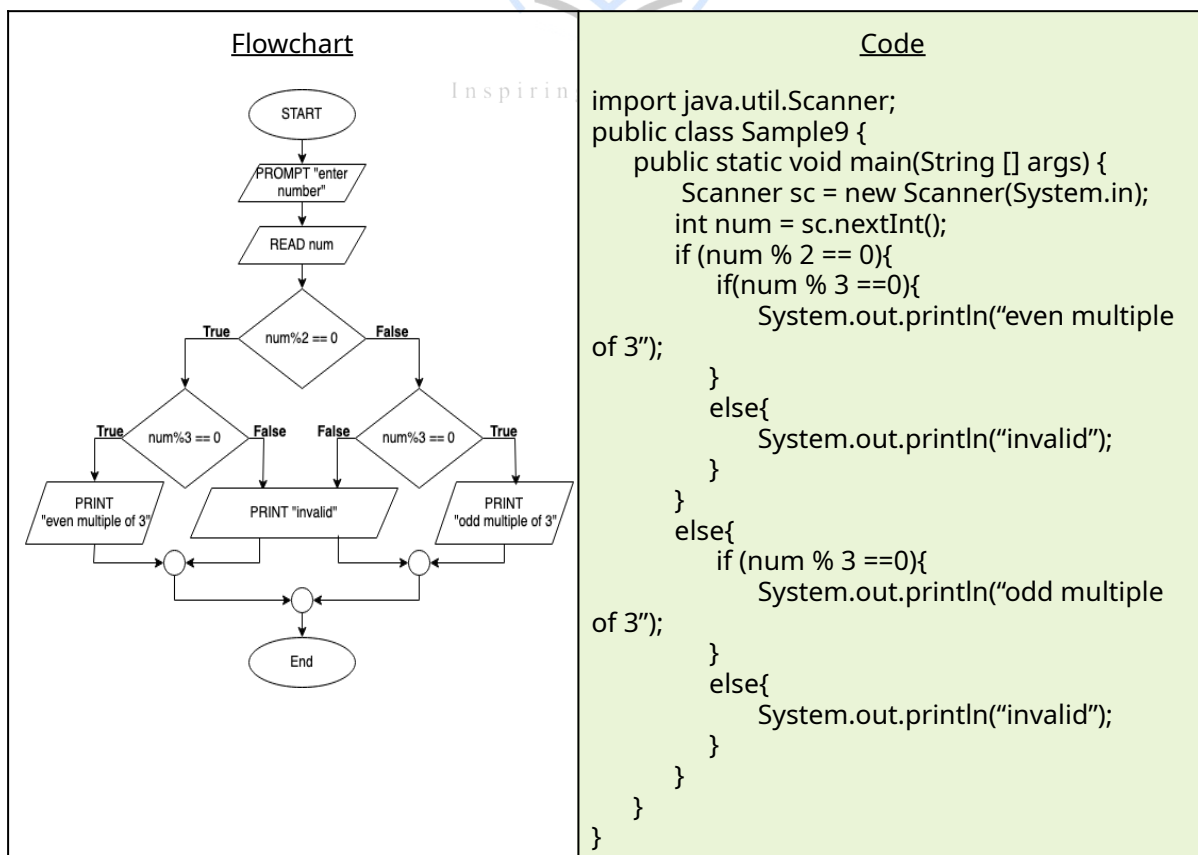 Flowchart
Inspirin
START
PROMPT "enter
number"
READ num
num%2 == 0
True
False
num%3 == 0
True
False
num%3 == 0
False
True
PRINT
"even multiple of 3"
PRINT "invalid"
PRINT
"odd multiple of 3"
End
Code
import java.util.Scanner;
public class Sample9 {
public static void main(String [] args) {
Scanner sc = new Scanner(System.in);
int num = sc.nextInt();
if (num % 2 == 0){
if(num % 3 ==0){
System.out.println(“even multiple
of 3”);
}
else{
System.out.println(“invalid”);
}
}
else{
if (num % 3 ==0){
System.out.println(“odd multiple
of 3”);
}
else{
System.out.println(“invalid”);
}
}
}
}